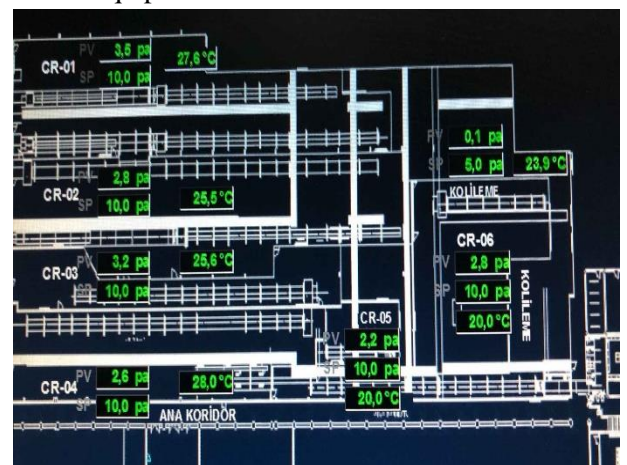 PV 3,5 pa 27,6 °C
CR-01
SP 10,0 pa
PV 0,1 pa
SP 5,0 pa 23,9 °C
PV 2,8 pa
CR-02 25,5 °C
SP 10,0 pa
KOLİLEME
CR-06
PV 3,2 pa 25,6 °C
CR-03
SP 10,0 pa
PV 2,8 pa
SP 10,0 pa
20,0 °C
KOLİLEME
CR-05
PV 2,2 pa
SP 10,0 pa
20,0 °C
PV 2,6 pa 28,0 °C
CR-04
SP 10,0 pa
ANA KORİDÖR